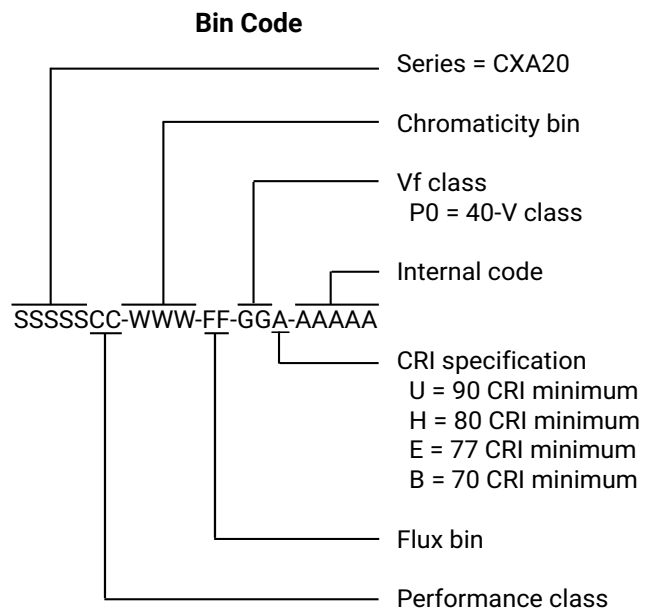 Bin Code
Series = CXA20
Chromaticity bin
Vf class
P0 = 40-V class
Internal code
SSSSSCC-WWW-FF-GGA-AAAAA
CRI specification
U = 90 CRI minimum
H = 80 CRI minimum
E = 77 CRI minimum
B = 70 CRI minimum
Flux bin
Performance class